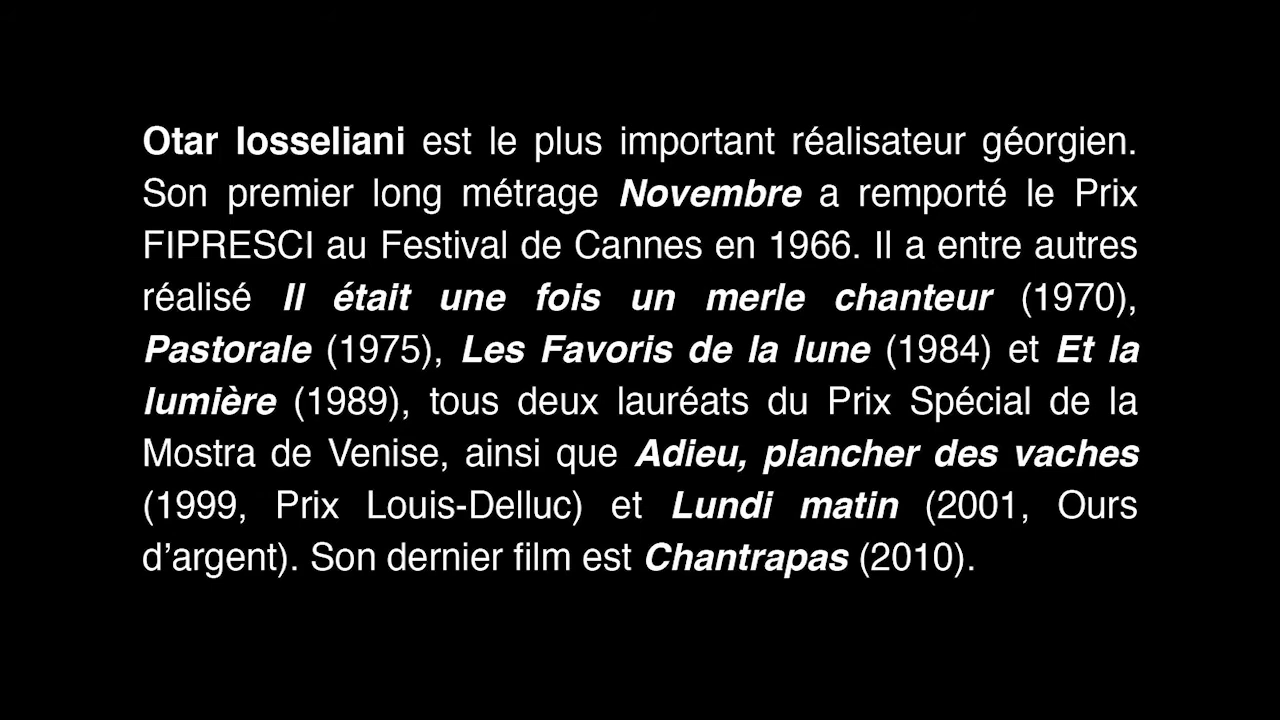 Otar Iosseliani est le plus important réalisateur géorgien.
Son premier long métrage Novembre a remporté le Prix
FIPRESCI au Festival de Cannes en 1966. Il a entre autres
réalisé Il était une fois un merle chanteur (1970),
Pastorale (1975), Les Favoris de la lune (1984) et Et la
lumière (1989), tous deux lauréats du Prix Spécial de la
Mostra de Venise, ainsi que Adieu, plancher des vaches
(1999, Prix Louis-Delluc) et Lundi matin (2001, Ours
d’argent). Son dernier film est Chantrapas (2010).